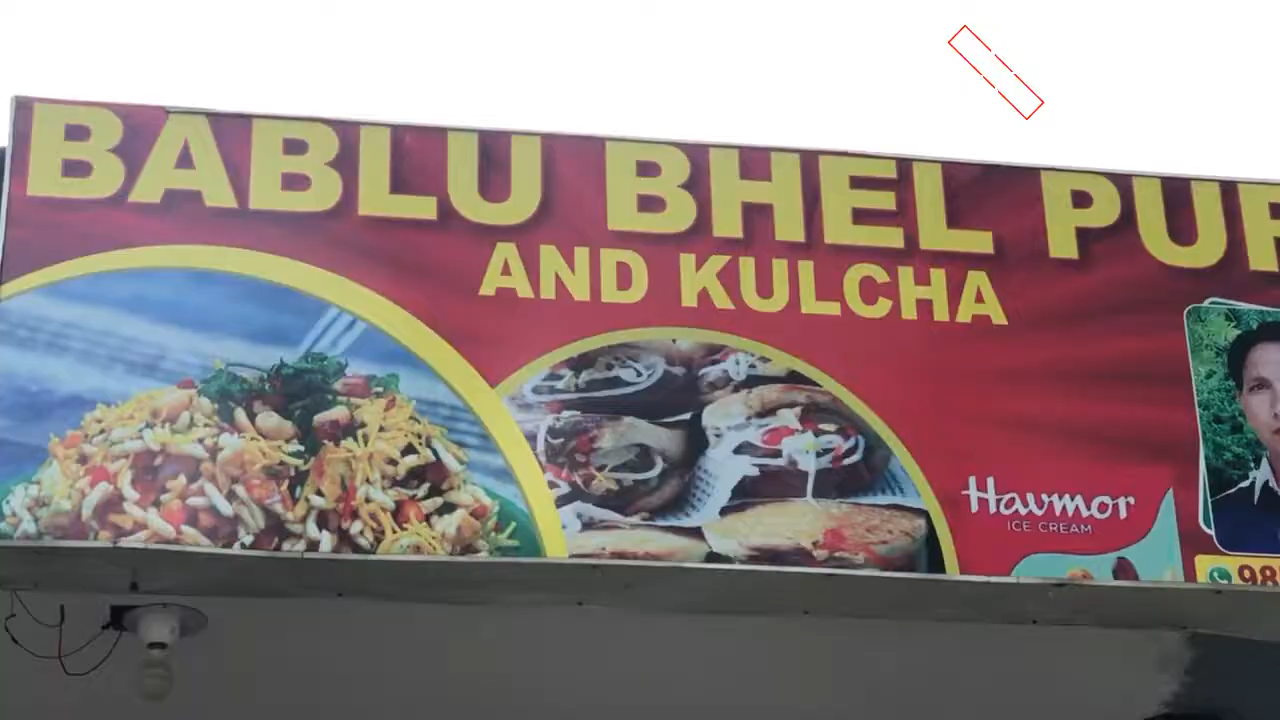 BABLU BHEL PUR
AND KULCHA
Havmor
ICE CREAM
98